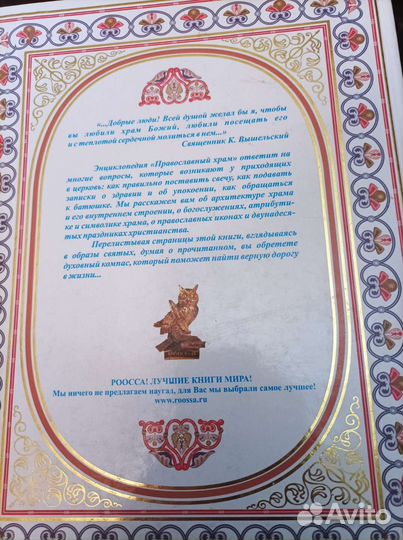 «...Добрые люди! Всей душой желал бы я, чтобы
вы любили храм Божий, любили посещать его
и с теплотой сердечной молиться в нем...»
Священник К. Вышельский
Энциклопедия «Православный храм» ответит на
многие вопросы, которые возникают у приходящих
в церковь: как правильно поставить свечу, как подавать
записки о здравии и об упокоении, как обращаться
к батюшке. Мы расскажем вам об архитектуре храма
и его внутреннем строении, о богослужениях, атрибути-
ке и символике храма, о православных иконах и двунадеся-
тых праздниках христианства.
Перелистывая страницы этой книги, вглядываясь
в образы святых, думая о прочитанном, вы обретете
духовный компас, который поможет найти верную дорогу
в жизни...
РООССА! ЛУЧШИЕ КНИГИ МИРА!
Мы ничего не предлагаем наугад, для Вас мы выбрали самое лучшее!
www.roossa.ru
Avito